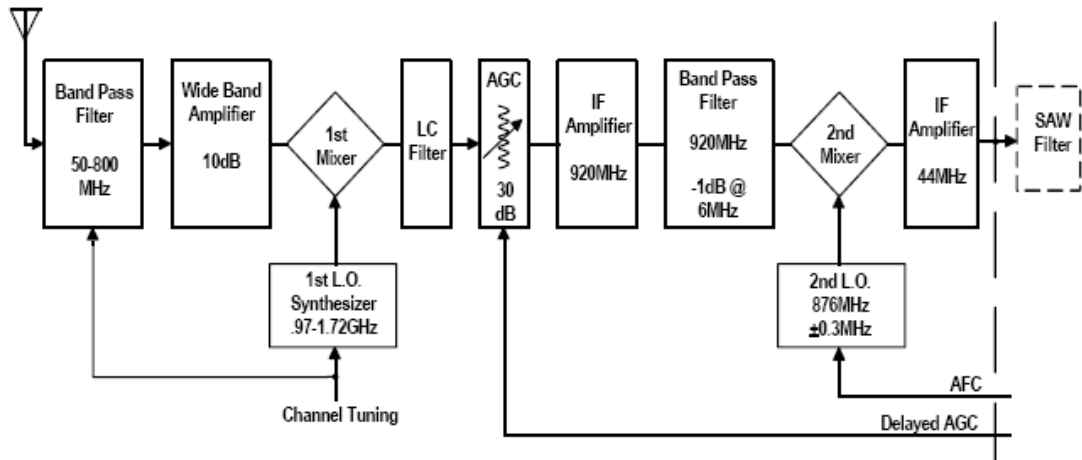 Band Pass
Filter
50-800
MHz
Wide Band
Amplifier
10dB
1st
Mixer
LC
Filter
AGC
30
dB
IF
Amplifier
920MHz
Band Pass
Filter
920MHz
-1dB @
6MHz
2nd
Mixer
IF
Amplifier
44MHz
SAW
Filter
1st L.O.
Synthesizer
.97-1.72GHz
2nd L.O.
876MHz
±0.3MHz
Channel Tuning
AFC
Delayed AGC